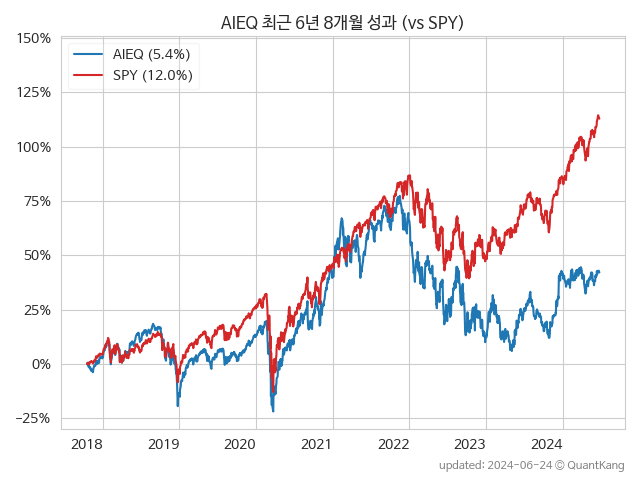 AIEQ 최근 6년 8개월 성과 (vs SPY)
AIEQ (5.4%)
SPY (12.0%)
150%
125%
100%
75%
50%
25%
0%
−25%
2018 2019 2020 2021 2022 2023 2024
updated: 2024-06-24 © QuantKang